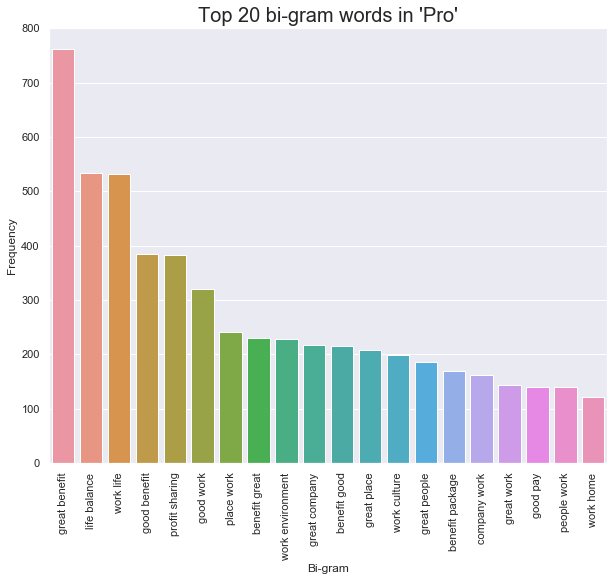 Top 20 bi-gram words in 'Pro'
Frequency
800
700
600
500
400
300
200
100
0
great benefit
life balance
work life
good benefit
profit sharing
good work
place work
benefit great
work environment
great company
benefit good
great place
work culture
great people
benefit package
company work
great work
good pay
people work
work home
Bi-gram